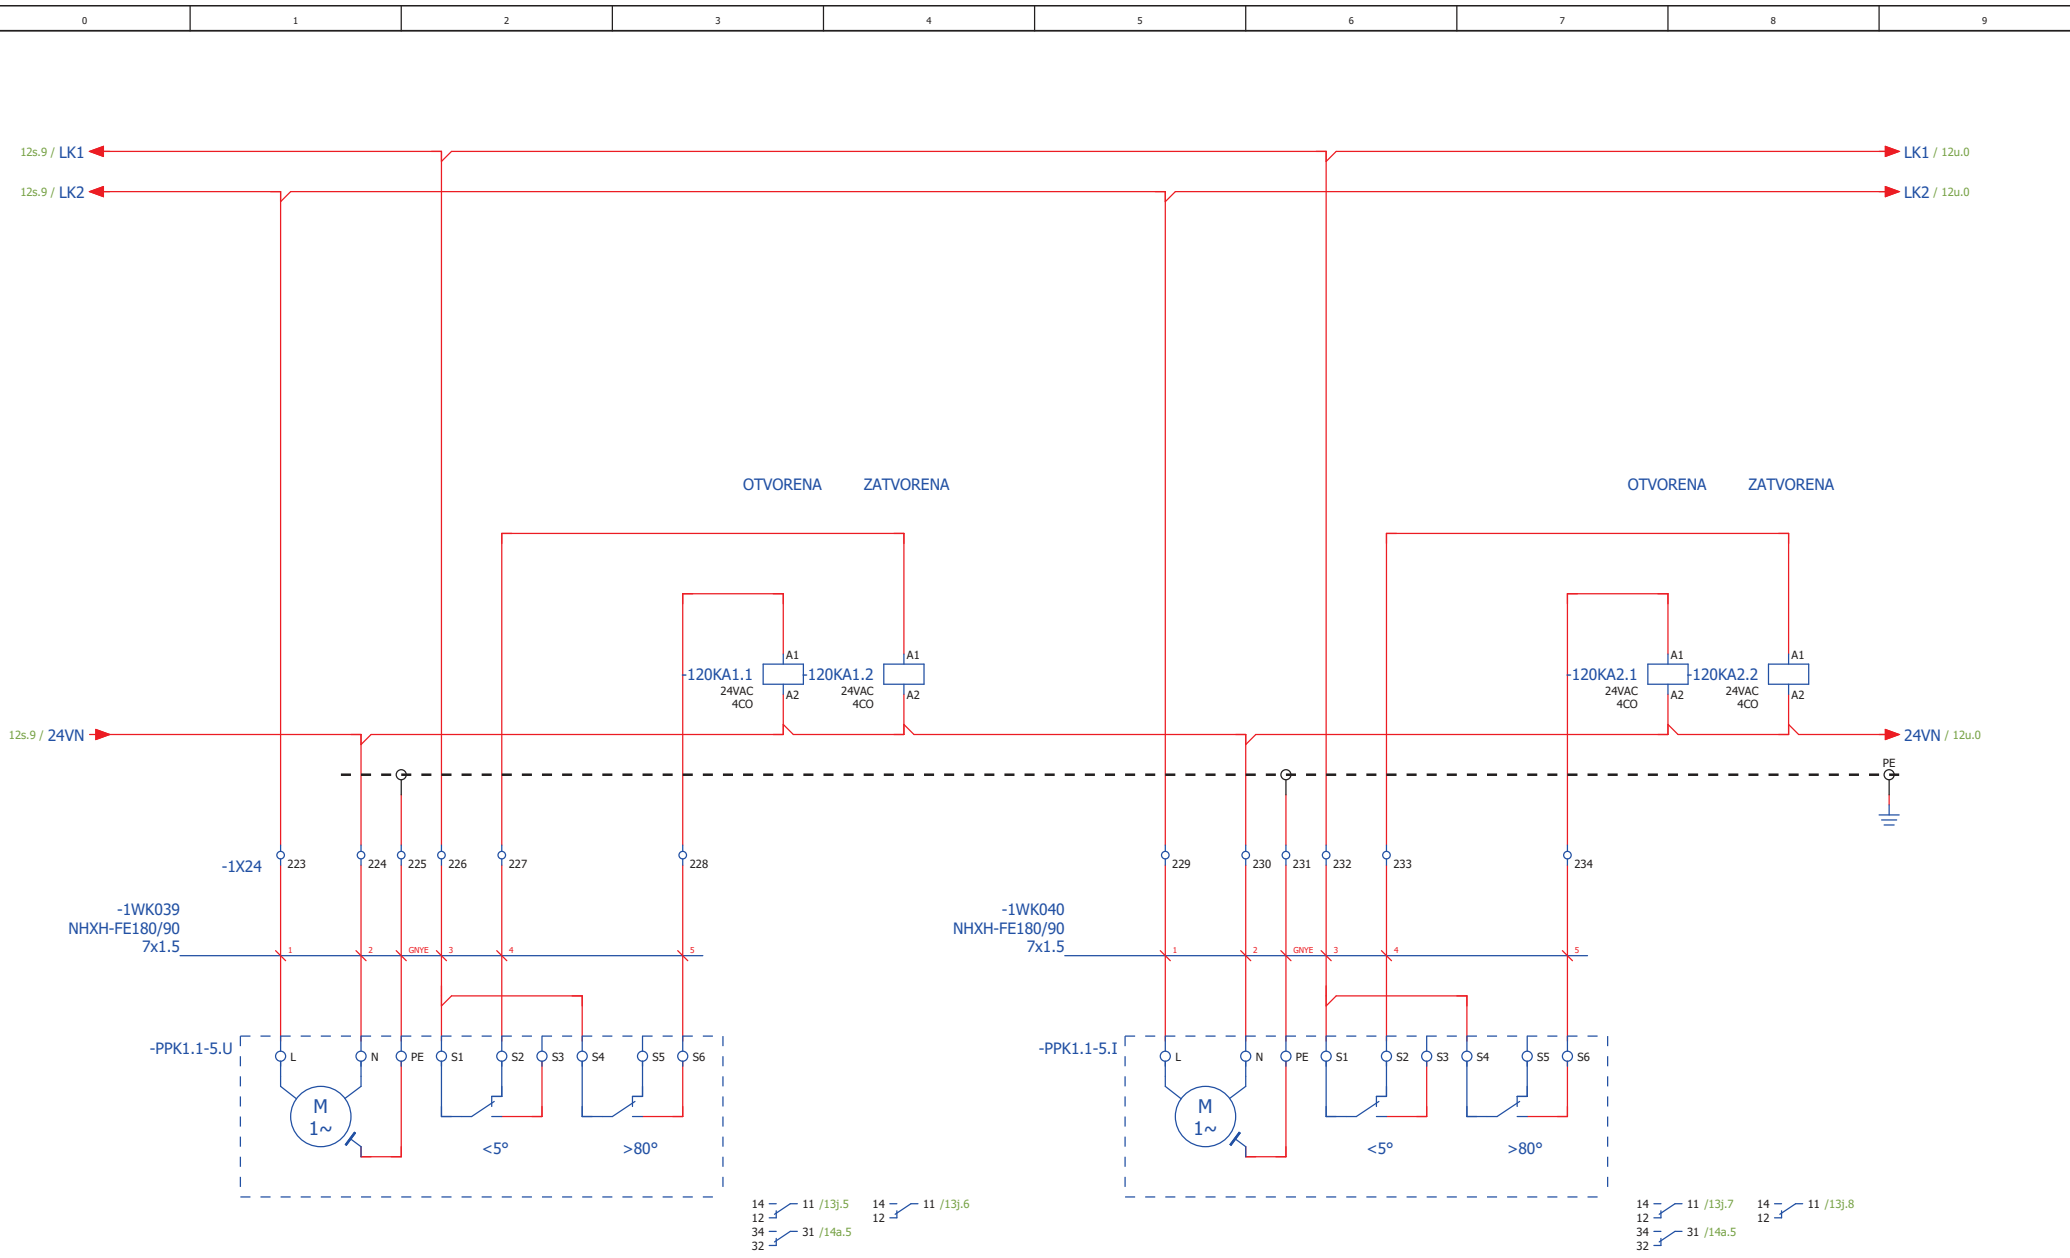 0 1 2 3 4 5 6 7 8 9
12s.9 / LK1 LK1 / 12u.0
12s.9 / LK2 LK2 / 12u.0
OTVORENA ZATVORENA OTVORENA ZATVORENA
A1 A1 A1 A1
-120KA1.1 -120KA1.2 -120KA2.1 -120KA2.2
24VAC A2 24VAC A2 24VAC A2 24VAC A2
4CO 4CO 4CO 4CO
12s.9 / 24VN 24VN / 12u.0
PE
-1X24 223 224 225 226 227 228 229 230 231 232 233 234
-1WK039 -1WK040
NHXH-FE180/90 NHXH-FE180/90
7x1.5 1 2 GNYE 3 4 5 7x1.5 1 2 GNYE 3 4 5
-PPK1.1-5.U L N PE S1 S2 S3 S4 S5 S6 -PPK1.1-5.I L N PE S1 S2 S3 S4 S5 S6
M M
1~ 1~
<5° >80° <5° >80°
14 11 /13j.5 14 11 /13j.6 14 11 /13j.7 14 11 /13j.8
12 12 12 12
34 31 /14a.5 34 31 /14a.5
32 32